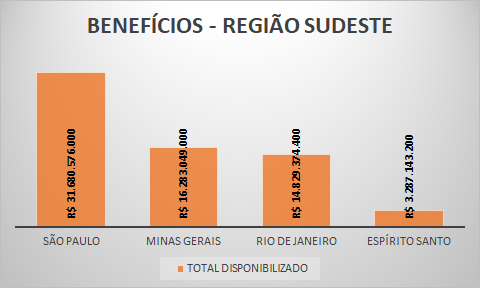 BENEFÍCIOS - REGIÃO SUDESTE
R$ 31.680.576.000
R$ 16.283.049.000
R$ 14.829.374.400
R$ 3.287.143.200
SÃO PAULO
MINAS GERAIS
RIO DE JANEIRO
ESPÍRITO SANTO
TOTAL DISPONIBILIZADO